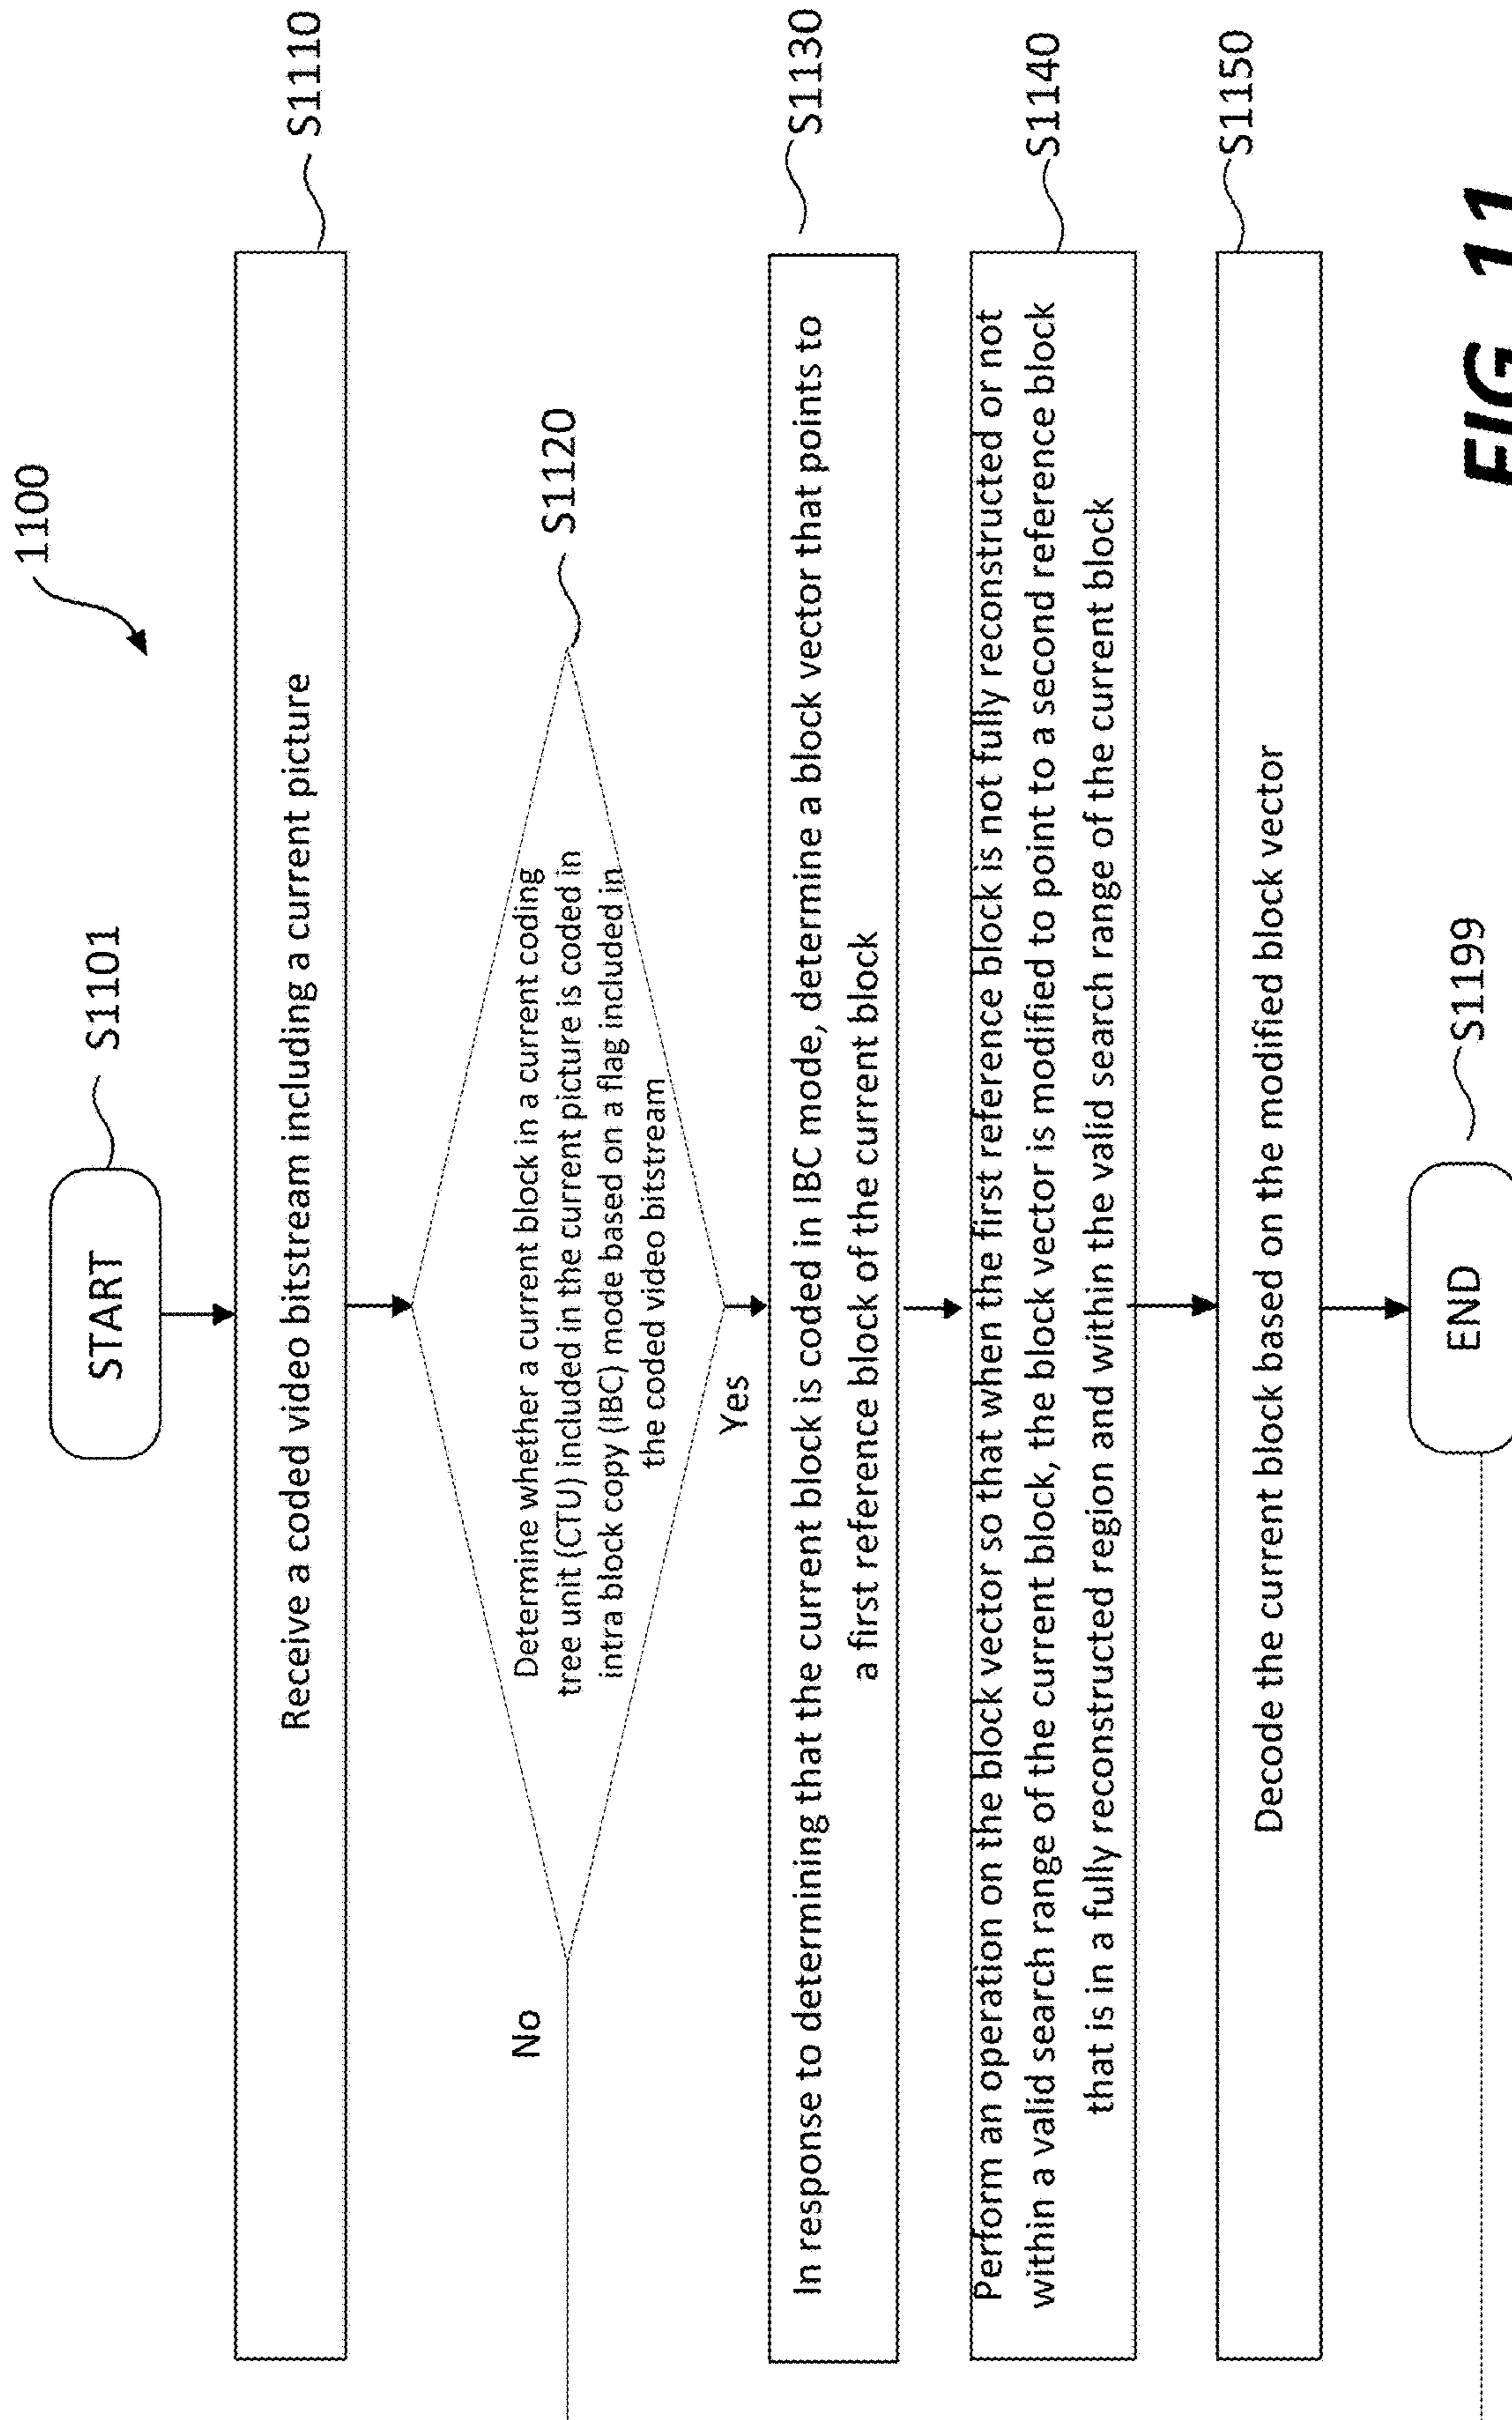 1100
START
S1101
Receive a coded video bitstream including a current picture
S1110
Determine whether a current block in a current coding
tree unit (CTU) included in the current picture is coded in
intra block copy (IBC) mode based on a flag included in
the coded video bitstream
S1120
No
Yes
In response to determining that the current block is coded in IBC mode, determine a block vector that points to
a first reference block of the current block
S1130
Perform an operation on the block vector so that when the first reference block is not fully reconstructed or not
within a valid search range of the current block, the block vector is modified to point to a second reference block
that is in a fully reconstructed region and within the valid search range of the current block
S1140
Decode the current block based on the modified block vector
S1150
END
S1199
FIG. 11